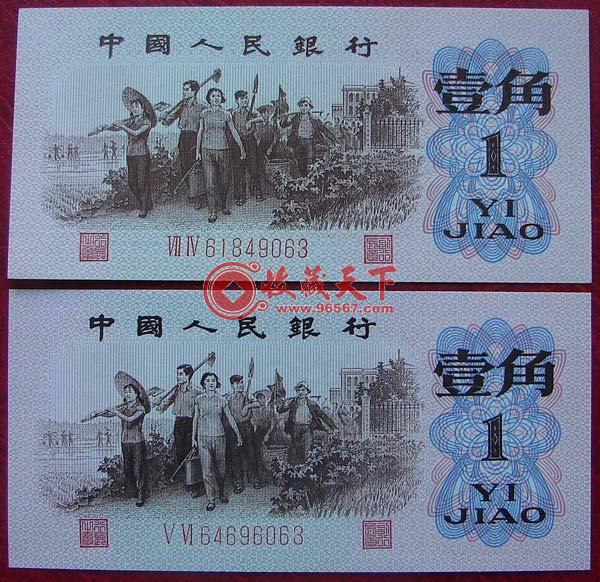 中國人民銀行
壹角
1
YI
JIAO
Ⅶ Ⅳ 61849063
收藏天下
www.96567.com
中國人民銀行
壹角
1
YI
JIAO
Ⅴ Ⅵ 64696063